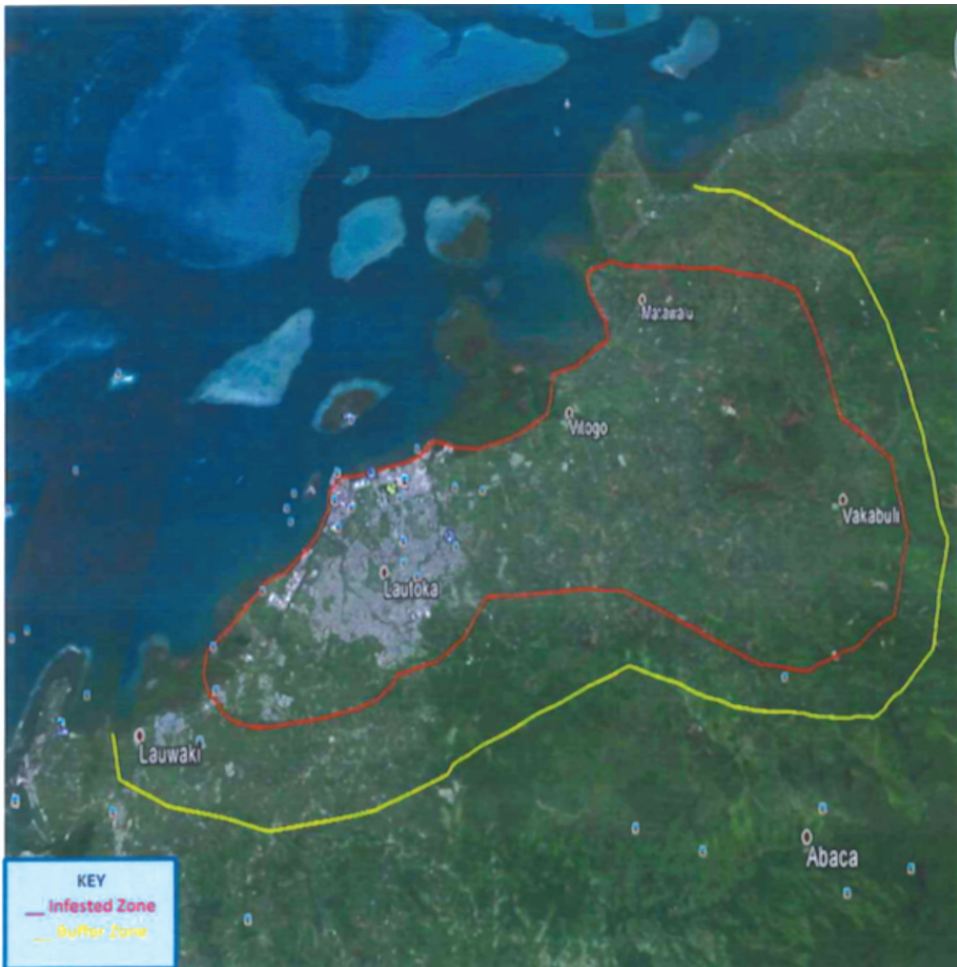 Matawalu
Vitogo
Vakabuli
Lautoka
Lauwaki
Abaca
KEY
Infested Zone
Buffer Zone